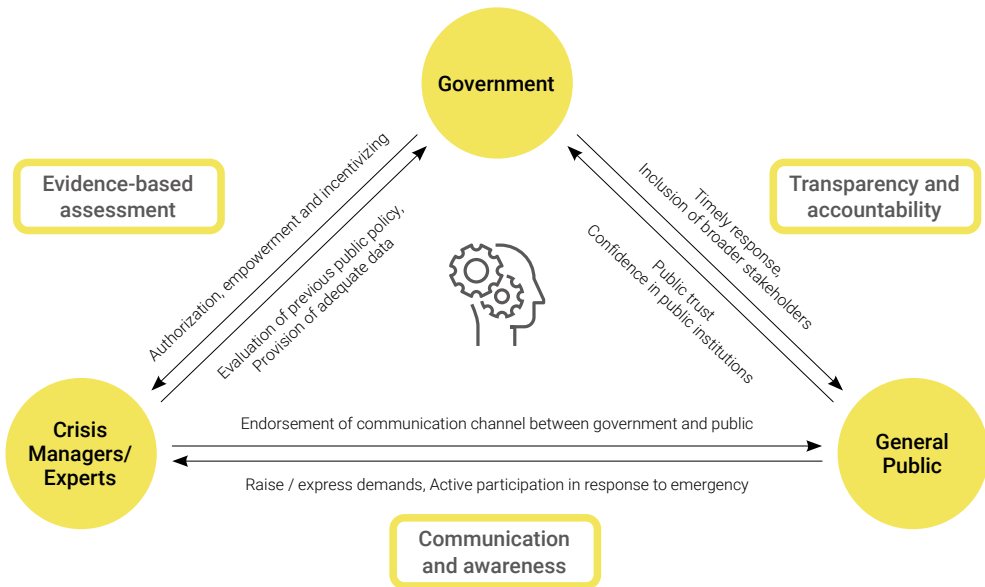 Government
Evidence-based
assessment
Transparency and
accountability
Authorization, empowerment and incentivizing
Evaluation of previous public policy,
Provision of adequate data
Timely response,
Inclusion of broader stakeholders
Public trust
Confidence in public institutions
Crisis
Managers/
Experts
Endorsement of communication channel between government and public
Raise / express demands, Active participation in response to emergency
General
Public
Communication
and awareness